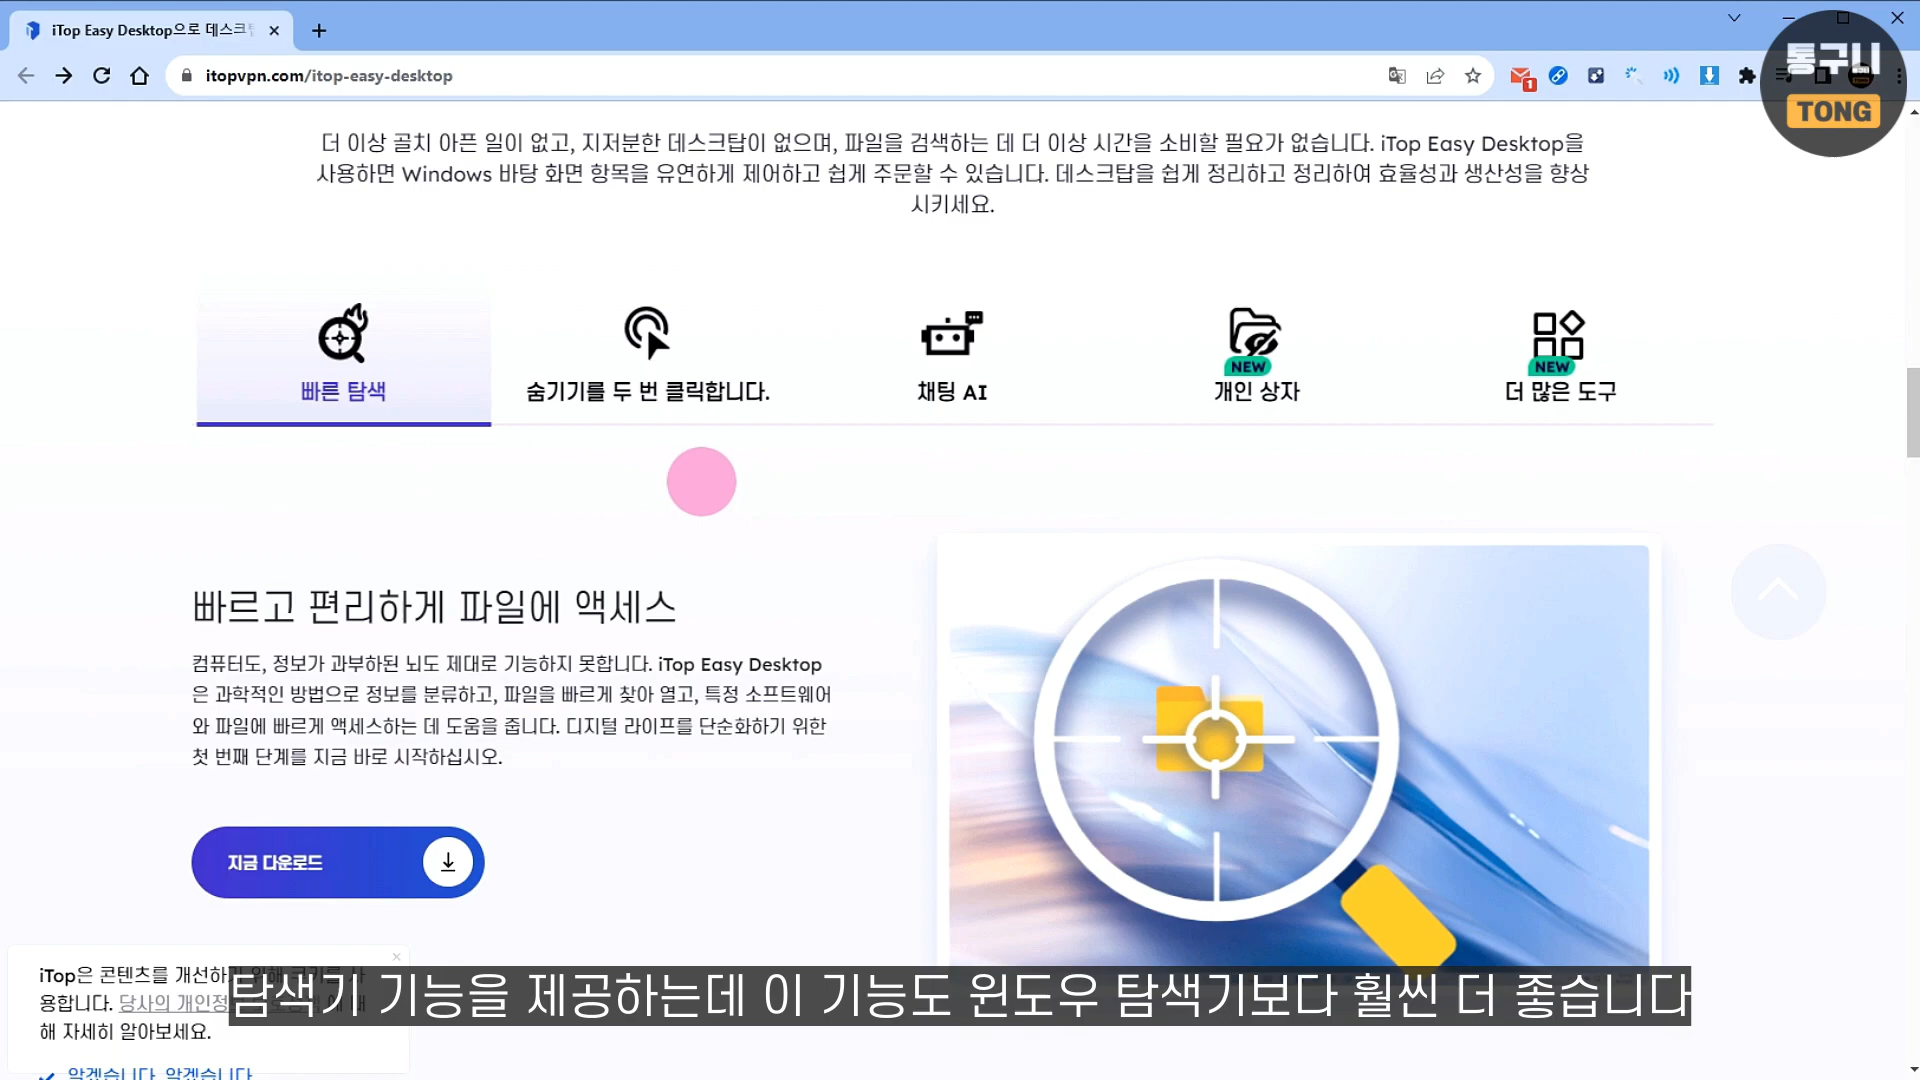 iTop Easy Desktop으로 데스크
itopvpn.com/itop-easy-desktop
1
통구니
TONG
더 이상 골치 아픈 일이 없고, 지저분한 데스크탑이 없으며, 파일을 검색하는 데 더 이상 시간을 소비할 필요가 없습니다. iTop Easy Desktop을
사용하면 Windows 바탕 화면 항목을 유연하게 제어하고 쉽게 주문할 수 있습니다. 데스크탑을 쉽게 정리하고 정리하여 효율성과 생산성을 향상
시키세요.
NEW
NEW
빠른 탐색
숨기기를 두 번 클릭합니다.
채팅 AI
개인 상자
더 많은 도구
빠르고 편리하게 파일에 액세스
컴퓨터도, 정보가 과부하된 뇌도 제대로 기능하지 못합니다. iTop Easy Desktop
은 과학적인 방법으로 정보를 분류하고, 파일을 빠르게 찾아 열고, 특정 소프트웨어
와 파일에 빠르게 액세스하는 데 도움을 줍니다. 디지털 라이프를 단순화하기 위한
첫 번째 단계를 지금 바로 시작하십시오.
지금 다운로드
iTop은 콘텐츠를 개선하기
용합니다. 당사의 개인정
해 자세히 알아보세요.
알겠습니다. 알겠습니다
탐색기 기능을 제공하는데 이 기능도 윈도우 탐색기보다 훨씬 더 좋습니다